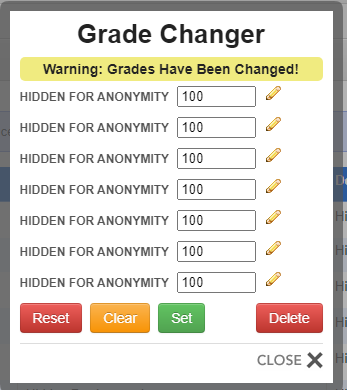 Grade Changer
Warning: Grades Have Been Changed!
HIDDEN FOR ANONYMITY 100
HIDDEN FOR ANONYMITY 100
HIDDEN FOR ANONYMITY 100
HIDDEN FOR ANONYMITY 100
HIDDEN FOR ANONYMITY 100
HIDDEN FOR ANONYMITY 100
HIDDEN FOR ANONYMITY 100
Reset Clear Set Delete
CLOSE